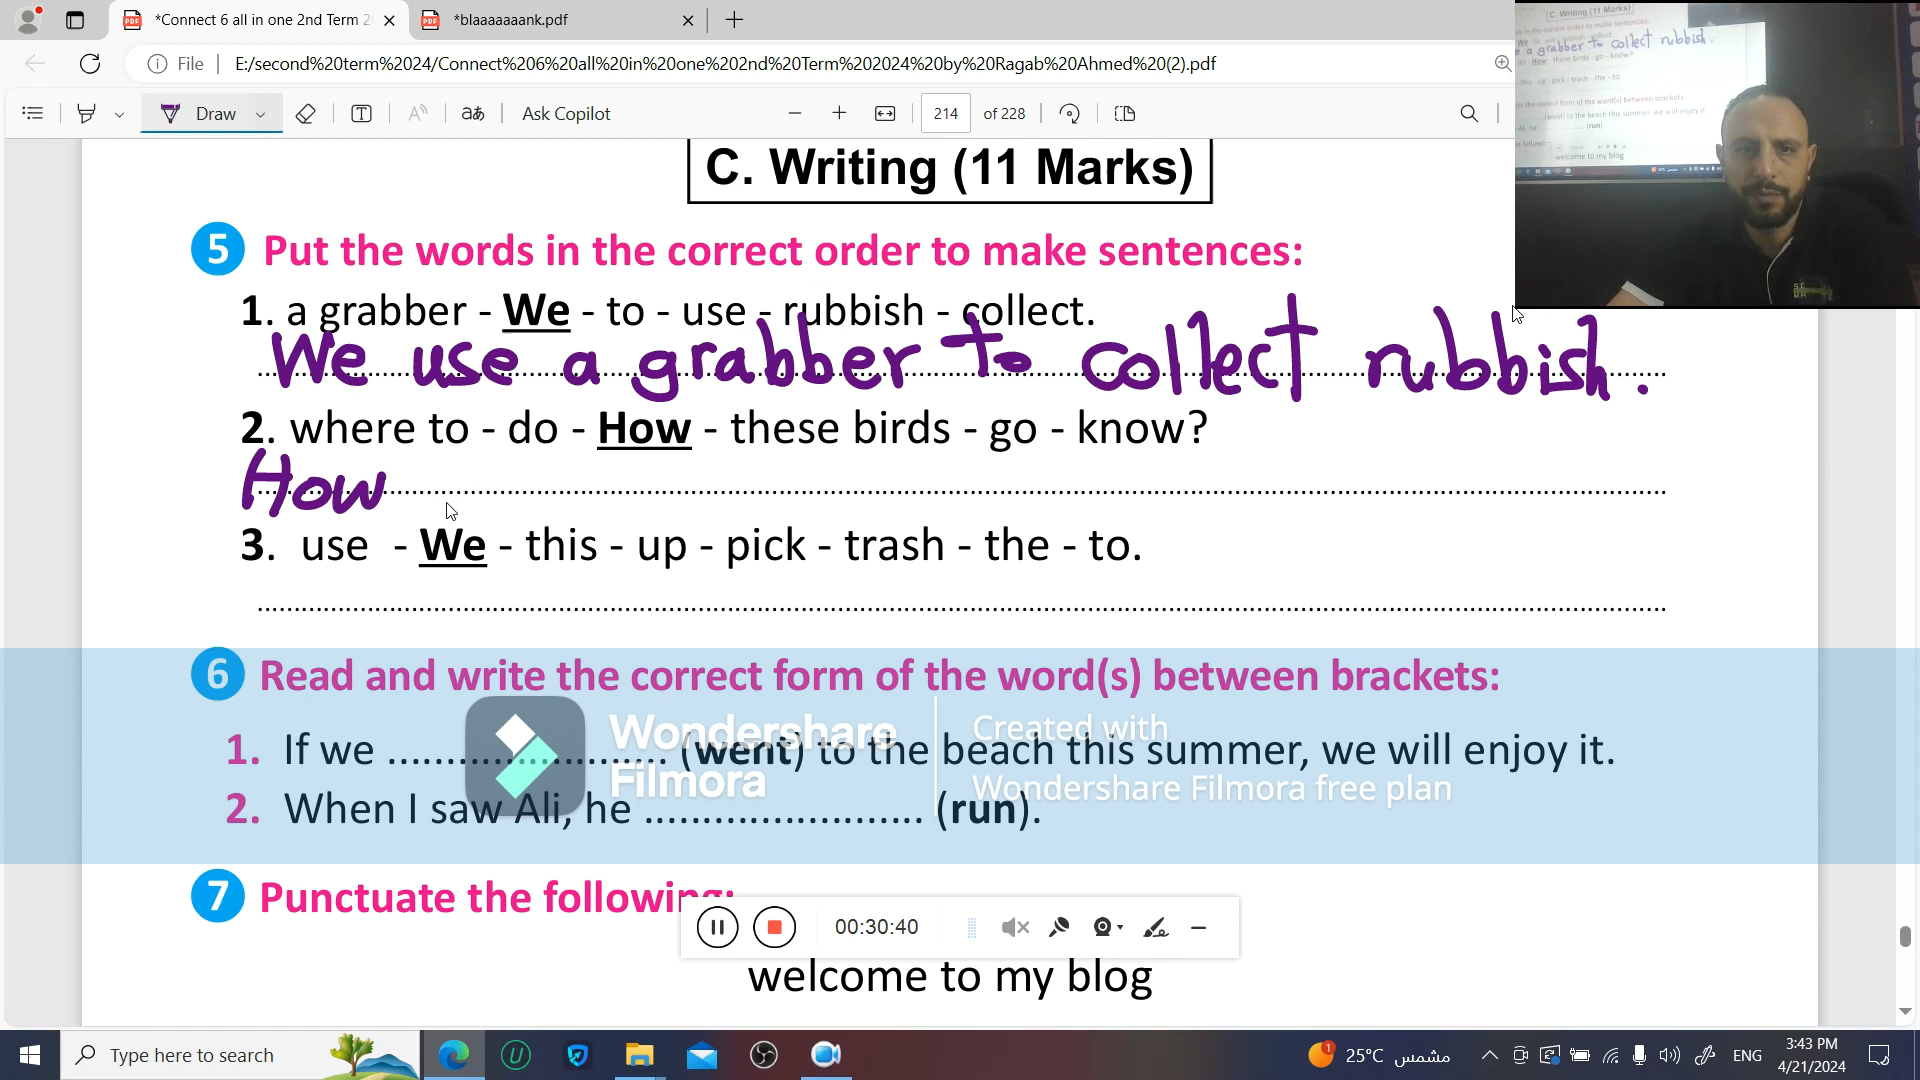 *Connect 6 all in one 2nd Term 2
*blaaaaaaank.pdf
File
E:/second%20term%2024/Connect%206%20all%20in%20one%202nd%20Term%202024%20by%20Ragab%20Ahmed%20(2).pdf
Draw
Ask Copilot
214
of 228
C. Writing (11 Marks)
5 Put the words in the correct order to make sentences:
1. a grabber - We - to - use - rubbish - collect.
We use a grabber to collect rubbish.
2. where to - do - How - these birds - go - know?
How
3. use - We - this - up - pick - trash - the - to.
6 Read and write the correct form of the word(s) between brackets:
1. If we ........................ (went) to the beach this summer, we will enjoy it.
2. When I saw Ali, he ........................ (run).
Wondershare
Filmora
Created with
Wondershare Filmora free plan
7 Punctuate the following:
00:30:40
welcome to my blog
Type here to search
25°C مشمس
ENG
3:43 PM
4/21/2024